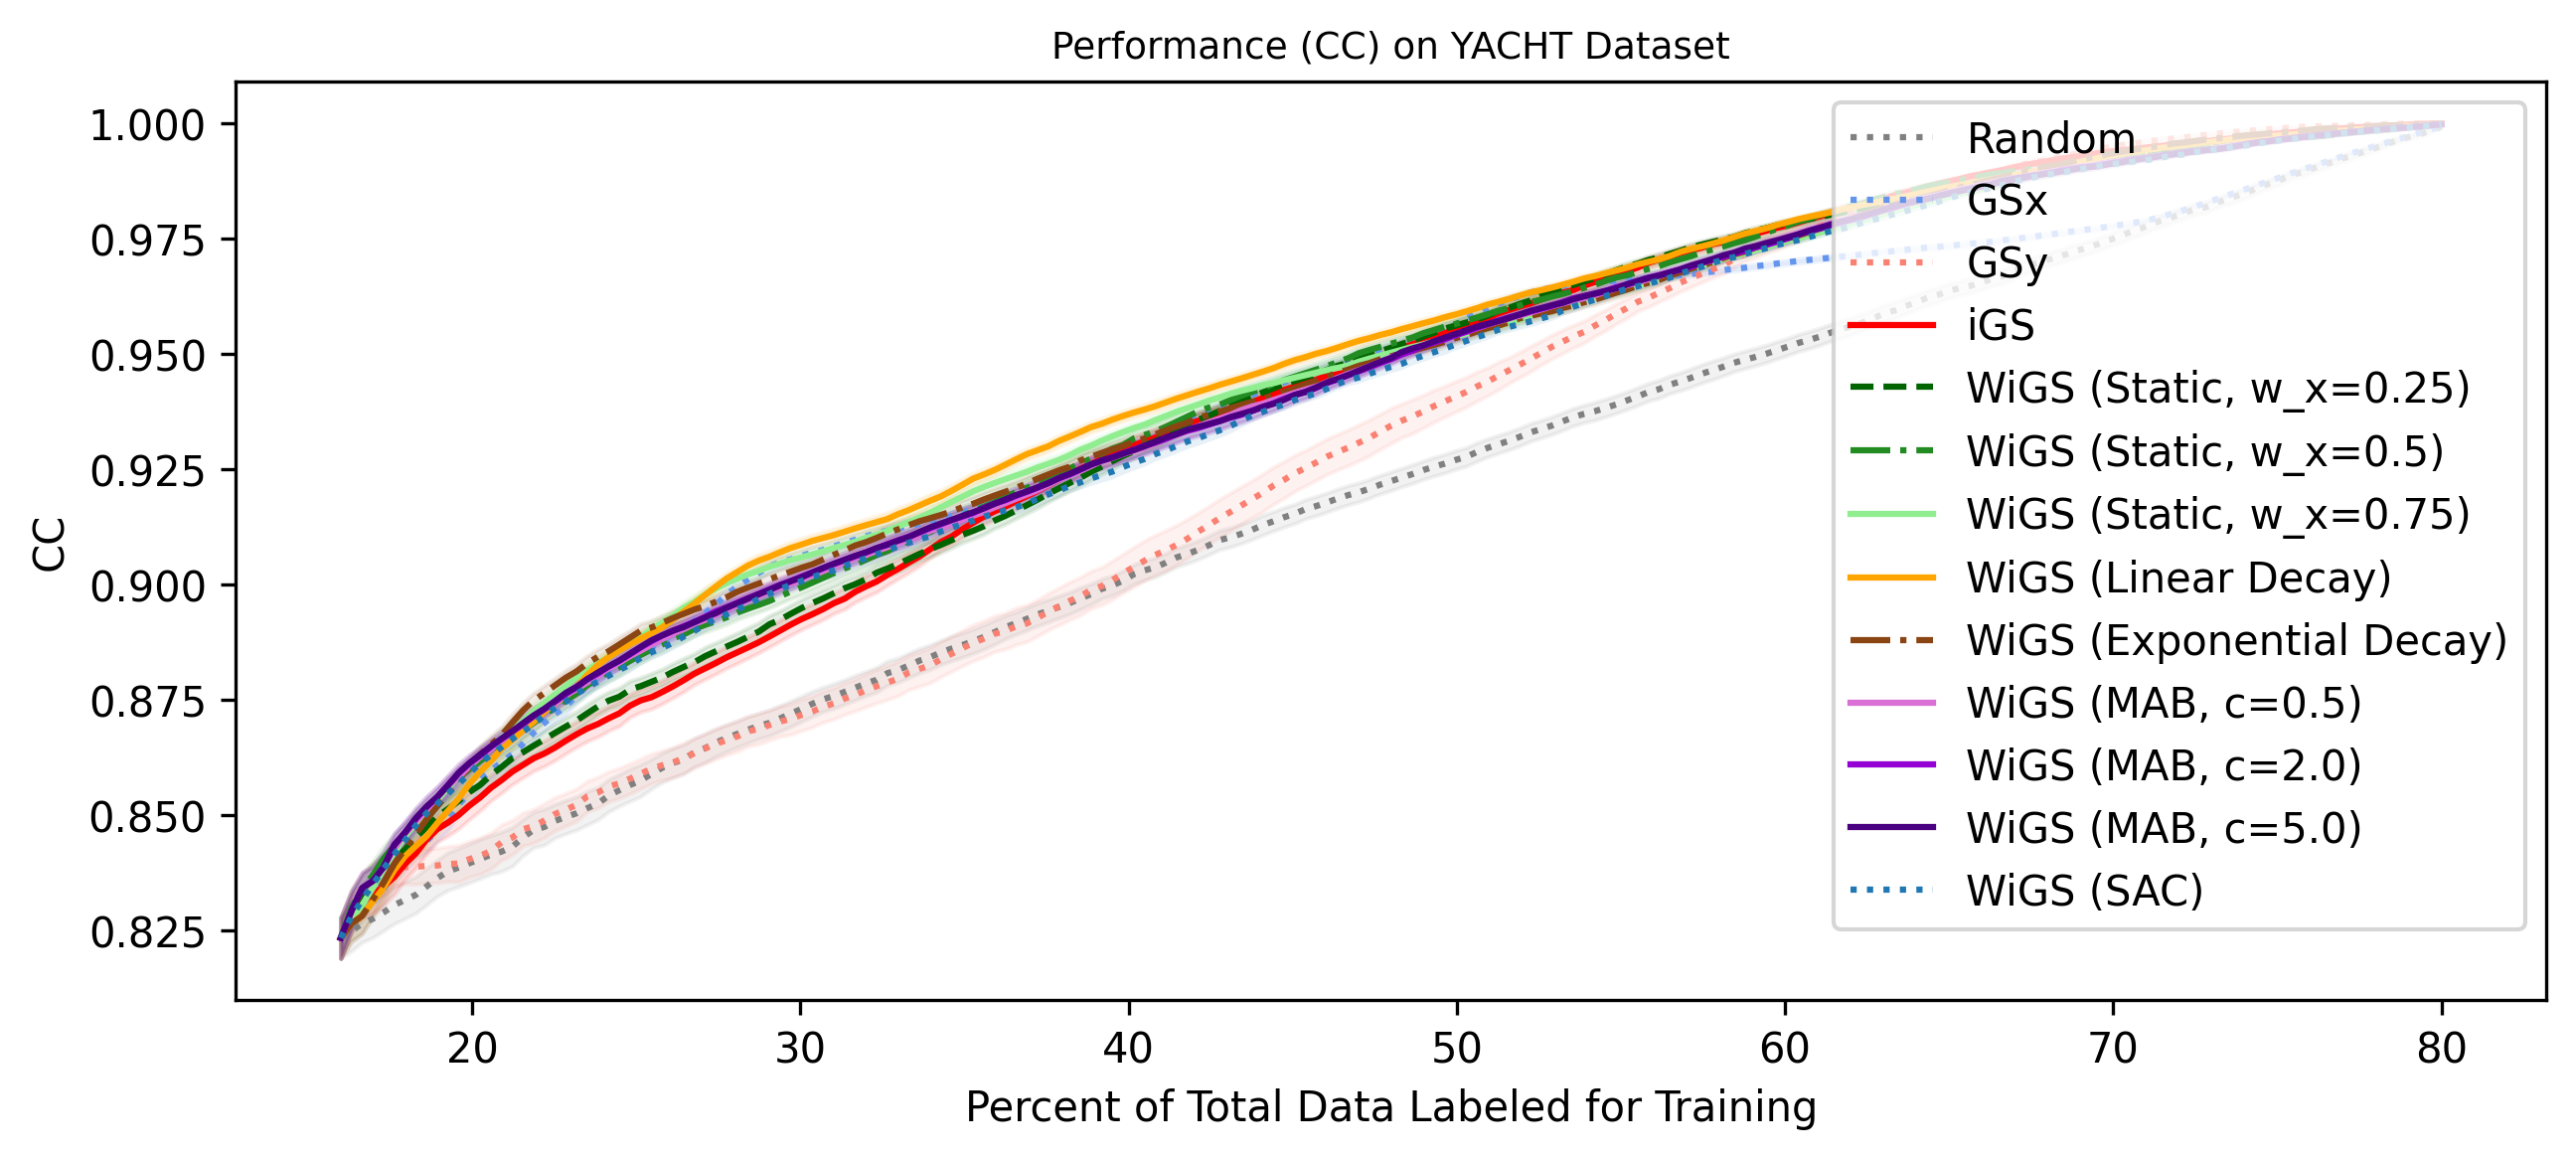 Performance (CC) on YACHT Dataset
1.000
0.975
0.950
0.925
0.900
0.875
0.850
0.825
CC
20 30 40 50 60 70 80
Percent of Total Data Labeled for Training
Random
GSx
GSy
iGS
WiGS (Static, w_x=0.25)
WiGS (Static, w_x=0.5)
WiGS (Static, w_x=0.75)
WiGS (Linear Decay)
WiGS (Exponential Decay)
WiGS (MAB, c=0.5)
WiGS (MAB, c=2.0)
WiGS (MAB, c=5.0)
WiGS (SAC)